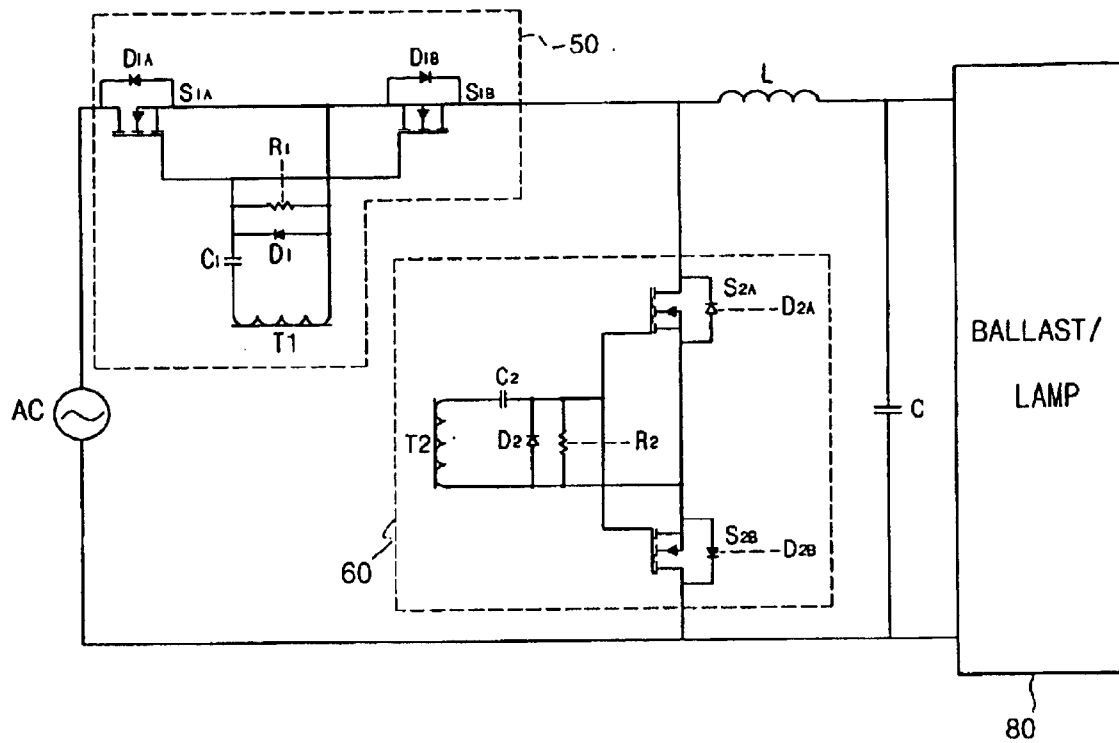 50
D1A
D1B
S1A
S1B
L
R1
D1
C1
T1
S2A
D2A
BALLAST/
LAMP
C2
AC
C
T2
D2
R2
S2B
D2B
60
80